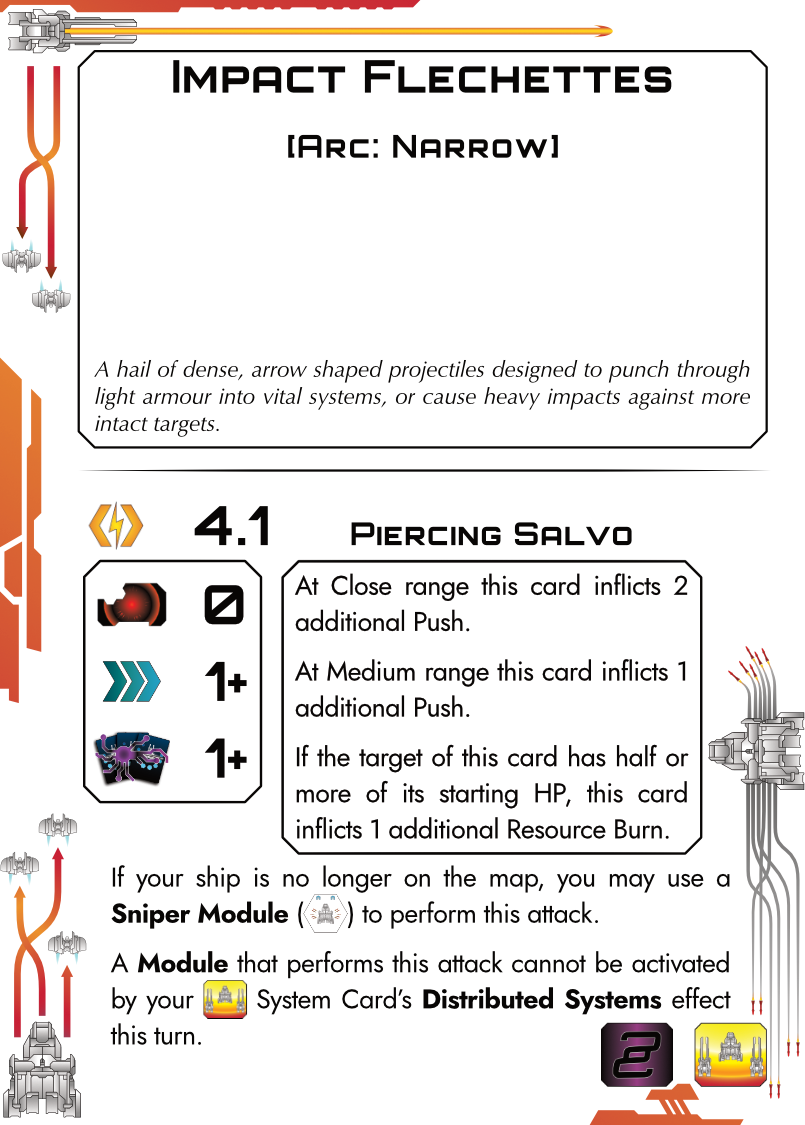 Impact Flechettes
[Arc: Narrow]
A hail of dense, arrow shaped projectiles designed to punch through
light armour into vital systems, or cause heavy impacts against more
intact targets.
4.1
Piercing Salvo
0
1+
1+
At Close range this card inflicts 2
additional Push.
At Medium range this card inflicts 1
additional Push.
If the target of this card has half or
more of its starting HP, this card
inflicts 1 additional Resource Burn.
If your ship is no longer on the map, you may use a
Sniper Module ( ) to perform this attack.
A Module that performs this attack cannot be activated
by your System Card's Distributed Systems effect
this turn.
2